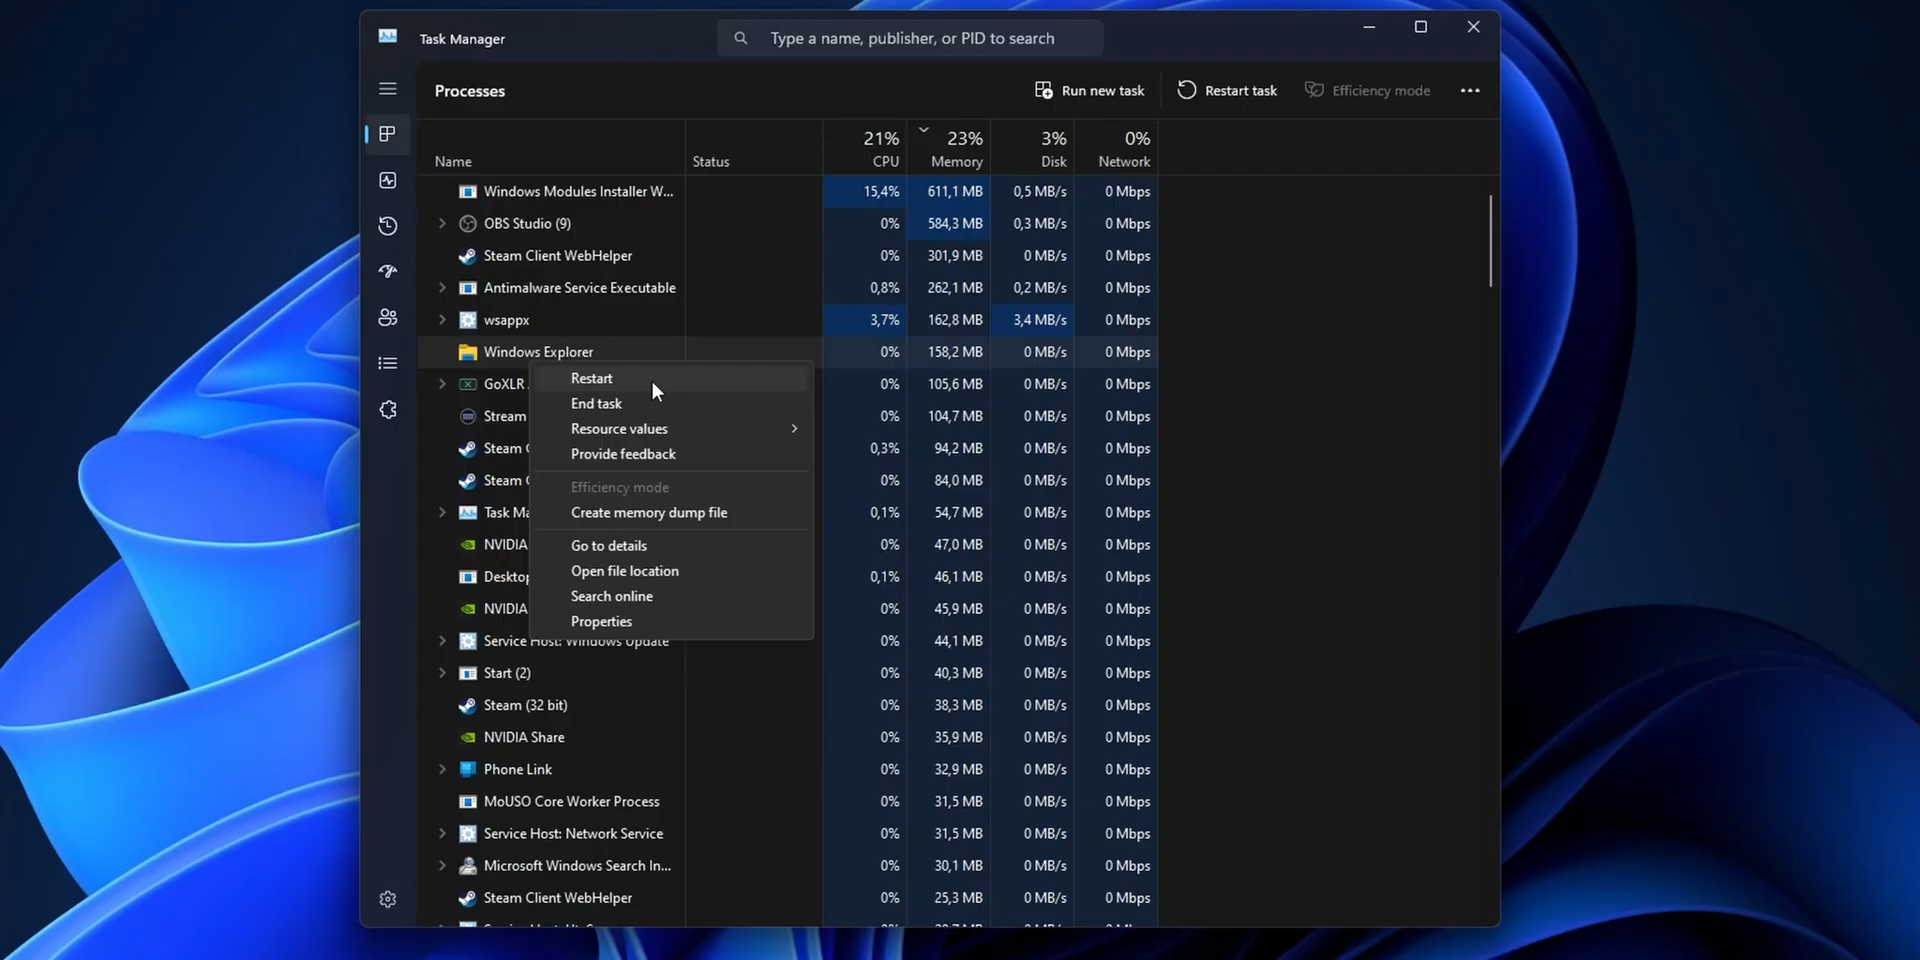 Task Manager
Type a name, publisher, or PID to search
Processes
Run new task
Restart task
Efficiency mode
21% 23% 3% 0%
Name Status CPU Memory Disk Network
Windows Modules Installer W... 15,4% 611,1 MB 0,5 MB/s 0 Mbps
OBS Studio (9) 0% 584,3 MB 0,3 MB/s 0 Mbps
Steam Client WebHelper 0% 301,9 MB 0 MB/s 0 Mbps
Antimalware Service Executable 0,8% 262,1 MB 0,2 MB/s 0 Mbps
wsappx 3,7% 162,8 MB 3,4 MB/s 0 Mbps
Windows Explorer 0% 158,2 MB 0 MB/s 0 Mbps
GoXLR 0% 105,6 MB 0 MB/s 0 Mbps
Stream 0% 104,7 MB 0 MB/s 0 Mbps
Steam 0,3% 94,2 MB 0 MB/s 0 Mbps
Steam 0% 84,0 MB 0 MB/s 0 Mbps
Task Ma 0,1% 54,7 MB 0 MB/s 0 Mbps
NVIDIA 0% 47,0 MB 0 MB/s 0 Mbps
Desktop 0,1% 46,1 MB 0 MB/s 0 Mbps
NVIDIA 0% 45,9 MB 0 MB/s 0 Mbps
Service Host: Windows Update 0% 44,1 MB 0 MB/s 0 Mbps
Start (2) 0% 40,3 MB 0 MB/s 0 Mbps
Steam (32 bit) 0% 38,3 MB 0 MB/s 0 Mbps
NVIDIA Share 0% 35,9 MB 0 MB/s 0 Mbps
Phone Link 0% 32,9 MB 0 MB/s 0 Mbps
MoUSO Core Worker Process 0% 31,5 MB 0 MB/s 0 Mbps
Service Host: Network Service 0% 31,5 MB 0 MB/s 0 Mbps
Microsoft Windows Search In... 0% 30,1 MB 0 MB/s 0 Mbps
Steam Client WebHelper 0% 25,3 MB 0 MB/s 0 Mbps
Restart
End task
Resource values
Provide feedback
Efficiency mode
Create memory dump file
Go to details
Open file location
Search online
Properties